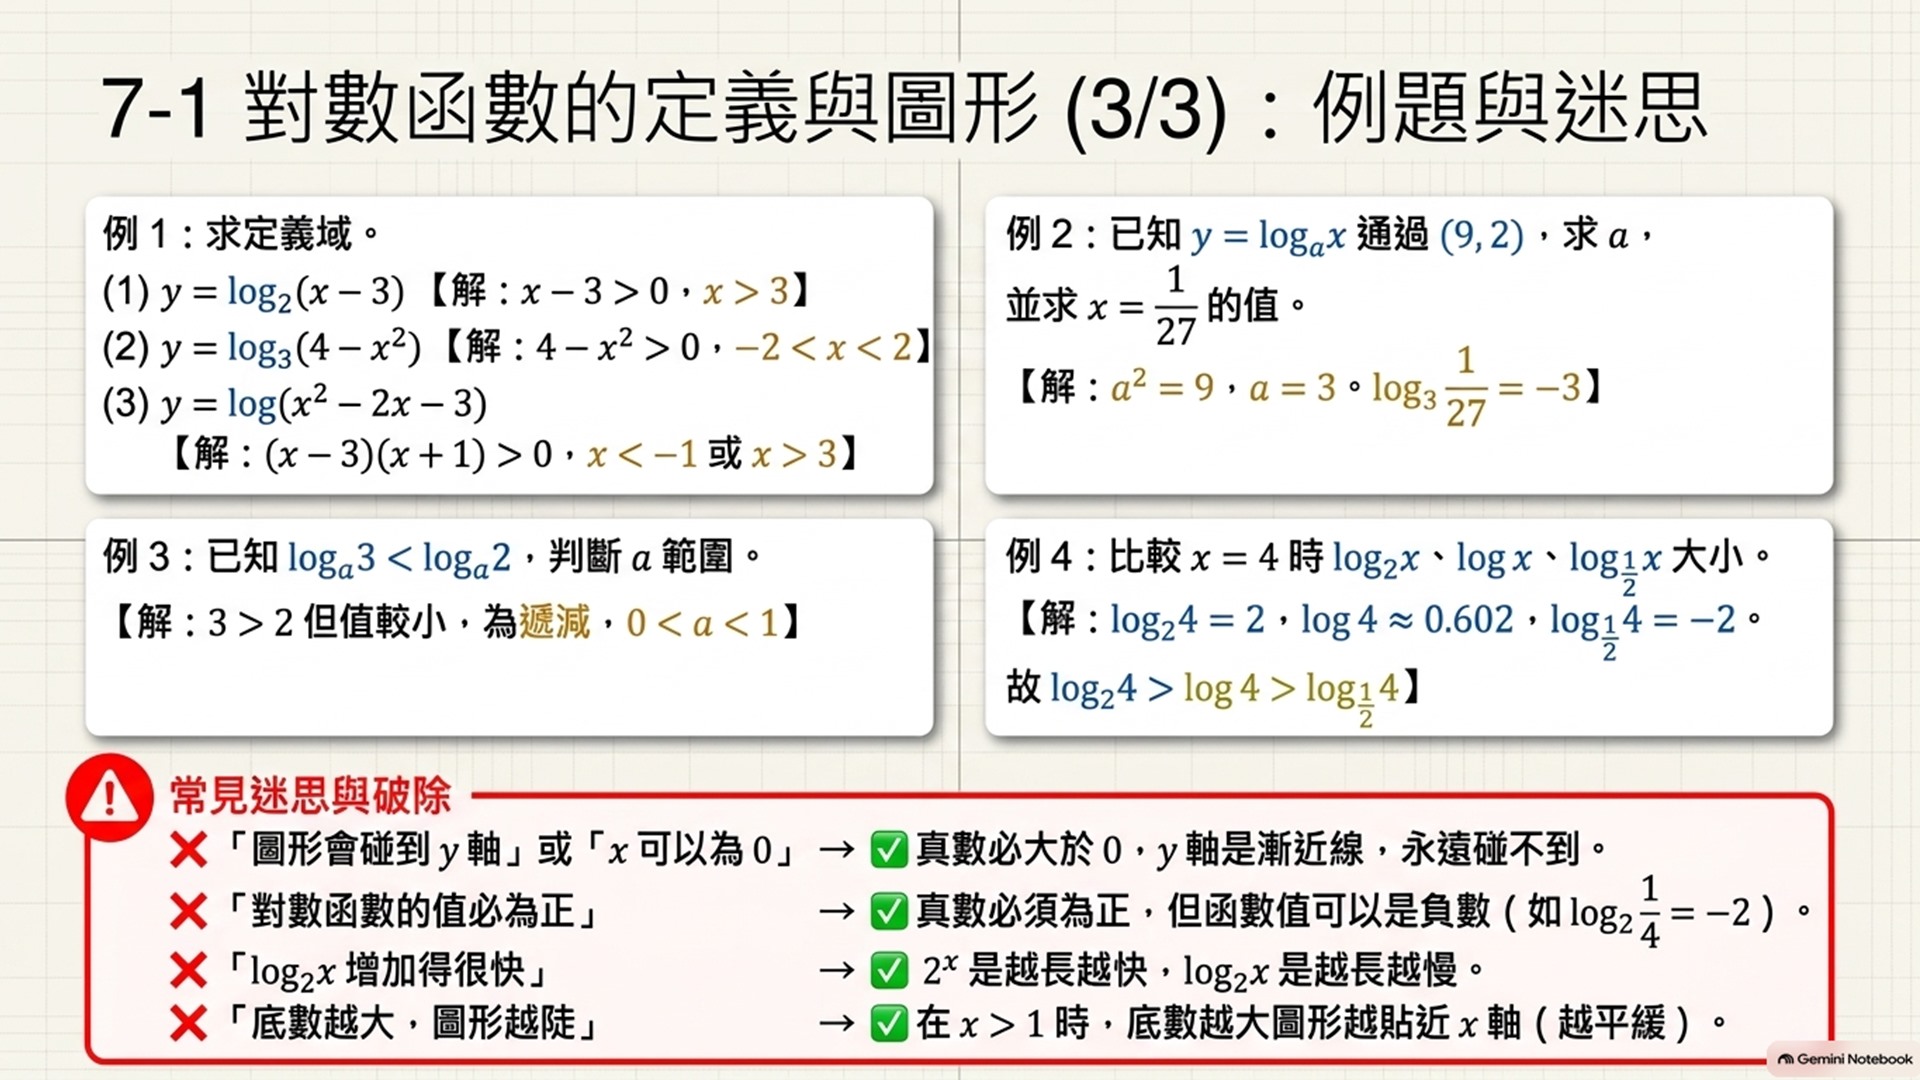 7-1 對數函數的定義與圖形 (3/3)：例題與迷思
例 1：求定義域。
(1) y = log₂(x − 3) 【解：x − 3 > 0，x > 3】
(2) y = log₃(4 − x²) 【解：4 − x² > 0，−2 < x < 2】
(3) y = log(x² − 2x − 3)
【解：(x − 3)(x + 1) > 0，x < −1 或 x > 3】
例 2：已知 y = logₐx 通過 (9, 2)，求 a，
並求 x = 1/27 的值。
【解：a² = 9，a = 3。log₃ 1/27 = −3】
例 3：已知 logₐ3 < logₐ2，判斷 a 範圍。
【解：3 > 2 但值較小，為遞減，0 < a < 1】
例 4：比較 x = 4 時 log₂x、log x、log_{1/2}x 大小。
【解：log₂4 = 2，log 4 ≈ 0.602，log_{1/2}4 = −2。
故 log₂4 > log 4 > log_{1/2}4】
常見迷思與破除
❌「圖形會碰到 y 軸」或「x 可以為 0」 → ✅ 真數必大於 0，y 軸是漸近線，永遠碰不到。
❌「對數函數的值必為正」 → ✅ 真數必須為正，但函數值可以是負數（如 log₂ 1/4 = −2）。
❌「log₂x 增加得很快」 → ✅ 2ˣ 是越長越快，log₂x 是越長越慢。
❌「底數越大，圖形越陡」 → ✅ 在 x > 1 時，底數越大圖形越貼近 x 軸（越平緩）。
Gemini Notebook